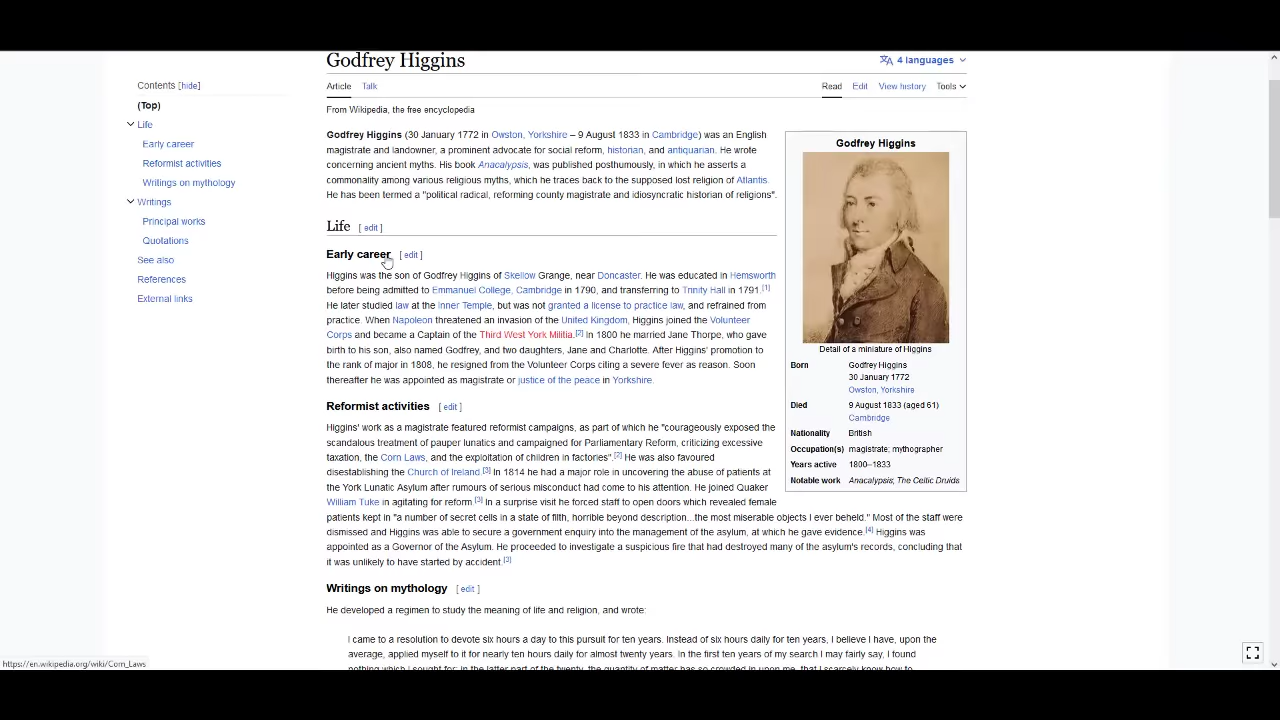 Godfrey Higgins
4 languages
Contents [hide]
Article Talk
Read Edit View history Tools
(Top)
From Wikipedia, the free encyclopedia
Life
Early career
Reformist activities
Writings on mythology
Writings
Principal works
Quotations
See also
References
External links
Godfrey Higgins (30 January 1772 in Owston, Yorkshire – 9 August 1833 in Cambridge) was an English
magistrate and landowner, a prominent advocate for social reform, historian, and antiquarian. He wrote
concerning ancient myths. His book Anacalypsis, was published posthumously, in which he asserts a
commonality among various religious myths, which he traces back to the supposed lost religion of Atlantis.
He has been termed a "political radical, reforming county magistrate and idiosyncratic historian of religions".
Life [ edit ]
Early career [ edit ]
Higgins was the son of Godfrey Higgins of Skellow Grange, near Doncaster. He was educated in Hemsworth
before being admitted to Emmanuel College, Cambridge in 1790, and transferring to Trinity Hall in 1791.[1]
He later studied law at the Inner Temple, but was not granted a license to practice law, and refrained from
practice. When Napoleon threatened an invasion of the United Kingdom, Higgins joined the Volunteer
Corps and became a Captain of the Third West York Militia.[2] In 1800 he married Jane Thorpe, who gave
birth to his son, also named Godfrey, and two daughters, Jane and Charlotte. After Higgins' promotion to
the rank of major in 1808, he resigned from the Volunteer Corps citing a severe fever as reason. Soon
thereafter he was appointed as magistrate or justice of the peace in Yorkshire.
Reformist activities [ edit ]
Higgins' work as a magistrate featured reformist campaigns, as part of which he "courageously exposed the
scandalous treatment of pauper lunatics and campaigned for Parliamentary Reform, criticizing excessive
taxation, the Corn Laws, and the exploitation of children in factories".[2] He was also favoured
disestablishing the Church of Ireland.[3] In 1814 he had a major role in uncovering the abuse of patients at
the York Lunatic Asylum after rumours of serious misconduct had come to his attention. He joined Quaker
William Tuke in agitating for reform.[3] In a surprise visit he forced staff to open doors which revealed female
patients kept in "a number of secret cells in a state of filth, horrible beyond description...the most miserable objects I ever beheld." Most of the staff were
dismissed and Higgins was able to secure a government enquiry into the management of the asylum, at which he gave evidence.[4] Higgins was
appointed as a Governor of the Asylum. He proceeded to investigate a suspicious fire that had destroyed many of the asylum's records, concluding that
it was unlikely to have started by accident.[3]
Writings on mythology [ edit ]
He developed a regimen to study the meaning of life and religion, and wrote:
I came to a resolution to devote six hours a day to this pursuit for ten years. Instead of six hours daily for ten years, I believe I have, upon the
average, applied myself to it for nearly ten hours daily for almost twenty years. In the first ten years of my search I may fairly say, I found
nothing which I sought for; in the latter part of the twenty, the quantity of matter has so crowded in upon me, that I scarcely know how to
Godfrey Higgins
Detail of a miniature of Higgins
Born Godfrey Higgins
30 January 1772
Owston, Yorkshire
Died 9 August 1833 (aged 61)
Cambridge
Nationality British
Occupation(s) magistrate; mythographer
Years active 1800–1833
Notable work Anacalypsis; The Celtic Druids
https://en.wikipedia.org/wiki/Corn_Laws